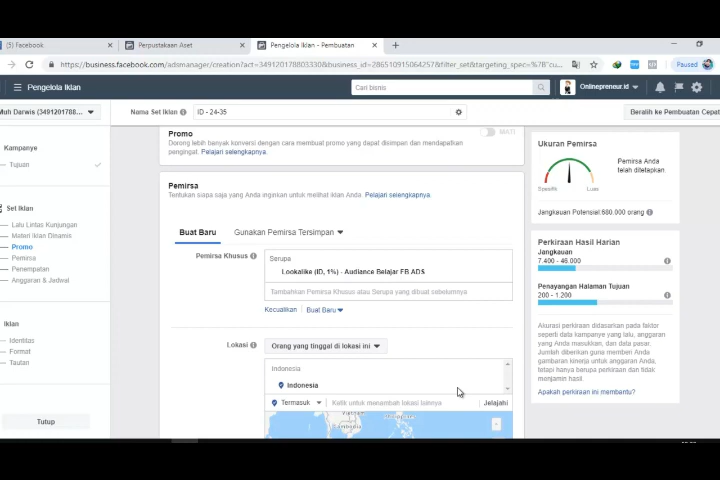 (5) Facebook
Perpustakaan Aset
Pengelola Iklan - Pembuatan
https://business.facebook.com/adsmanager/creation?act=349120178803330&business_id=286510915064257&filter_set&targeting_spec=%7B"cu...
Paused
Pengelola Iklan
Cari bisnis
Onlinepreneur.id
Muh Darwis (3491201788...
Nama Set Iklan
ID - 24-35
Beralih ke Pembuatan Cepat
Kampanye
Tujuan
Set Iklan
Lalu Lintas Kunjungan
Materi Iklan Dinamis
Promo
Pemirsa
Penempatan
Anggaran & Jadwal
Iklan
Identitas
Format
Tautan
Tutup
Promo
MATI
Dorong lebih banyak konversi dengan cara membuat promo yang dapat disimpan dan mendapatkan
pengingat. Pelajari selengkapnya.
Pemirsa
Tentukan siapa saja yang Anda inginkan untuk melihat iklan Anda. Pelajari selengkapnya.
Buat Baru
Gunakan Pemirsa Tersimpan
Pemirsa Khusus
Serupa
Lookalike (ID, 1%) - Audience Belajar FB ADS
Tambahkan Pemirsa Khusus atau Serupa yang dibuat sebelumnya
Kecualikan
Buat Baru
Lokasi
Orang yang tinggal di lokasi ini
Indonesia
Indonesia
Termasuk
Ketik untuk menambah lokasi lainnya
Jelajahi
Vietnam
Cambodia
Philippines
Ukuran Pemirsa
Spesifik
Luas
Pemirsa Anda
telah ditetapkan
Jangkauan Potensial:680.000 orang
Perkiraan Hasil Harian
Jangkauan
7.400 - 46.000
Penayangan Halaman Tujuan
200 - 1.200
Akurasi perkiraan didasarkan pada faktor
seperti data kampanye yang lalu, anggaran
yang Anda masukkan, dan data pasar.
Jumlah diberikan guna memberi Anda
gambaran kinerja untuk anggaran Anda,
tetapi hanya berupa perkiraan dan tidak
menjamin hasil.
Apakah perkiraan ini membantu?